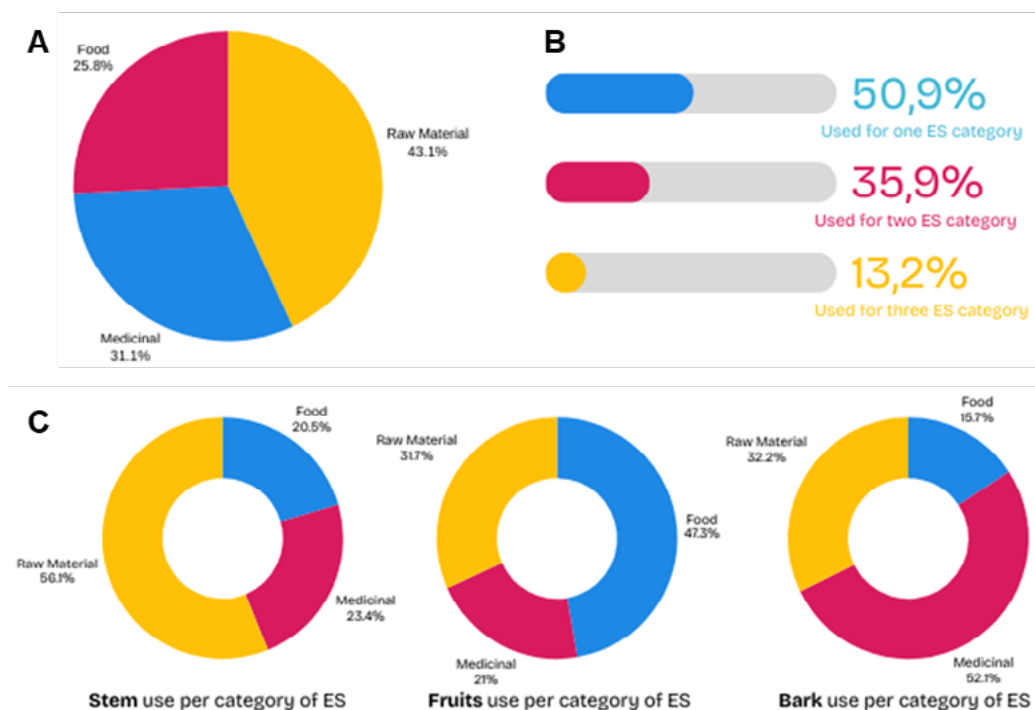 A
Food
25.8%
Raw Material
43.1%
Medicinal
31.1%
B
50,9%
Used for one ES category
35,9%
Used for two ES category
13,2%
Used for three ES category
C
Food
20.5%
Raw Material
56.1%
Medicinal
23.4%
Stem use per category of ES
Raw Material
31.7%
Food
47.3%
Medicinal
21%
Fruits use per category of ES
Food
15.7%
Raw Material
32.2%
Medicinal
52.1%
Bark use per category of ES